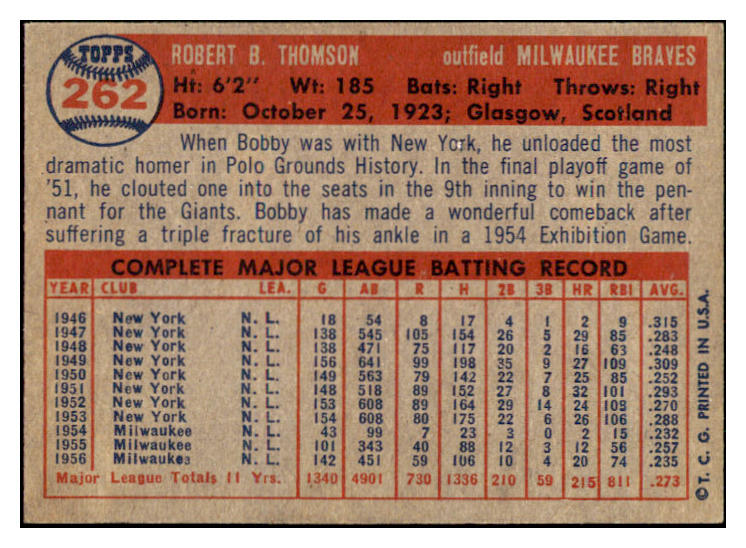 TOPPS
262
ROBERT B. THOMSON outfield MILWAUKEE BRAVES
Ht: 6'2" Wt: 185 Bats: Right Throws: Right
Born: October 25, 1923; Glasgow, Scotland
When Bobby was with New York, he unloaded the most
dramatic homer in Polo Grounds History. In the final playoff game of
'51, he clouted one into the seats in the 9th inning to win the pen-
nant for the Giants. Bobby has made a wonderful comeback after
suffering a triple fracture of his ankle in a 1954 Exhibition Game.
COMPLETE MAJOR LEAGUE BATTING RECORD
YEAR CLUB LEA. G AB R H 2B 3B HR RBI AVG.
1946 New York N. L. 18 54 8 17 4 1 2 9 .315
1947 New York N. L. 138 545 105 154 26 5 29 85 .283
1948 New York N. L. 138 471 75 117 20 2 16 63 .248
1949 New York N. L. 156 641 99 198 35 9 27 109 .309
1950 New York N. L. 149 563 79 142 22 7 25 85 .252
1951 New York N. L. 148 518 89 152 27 8 32 101 .293
1952 New York N. L. 153 608 89 164 29 14 24 108 .270
1953 New York N. L. 154 608 80 175 22 6 26 106 .288
1954 Milwaukee N. L. 43 99 7 23 3 0 2 15 .232
1955 Milwaukee N. L. 101 343 40 88 12 3 12 56 .257
1956 Milwaukee N. L. 142 451 59 106 10 4 20 74 .235
Major League Totals 11 Yrs. 1340 4901 730 1336 210 59 215 811 .273
©T. C. G. PRINTED IN U.S.A.